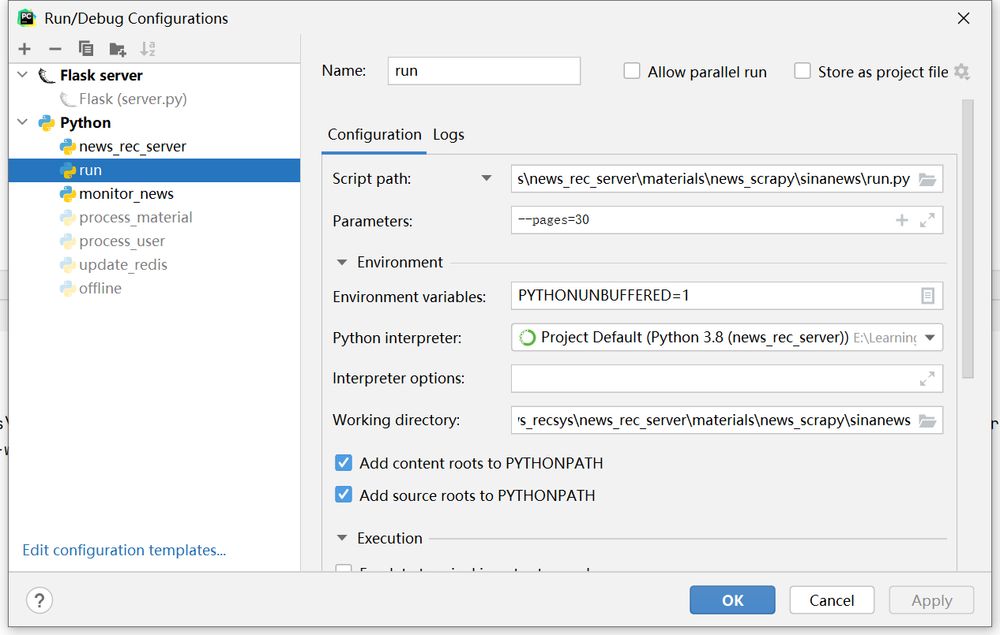 PC
Run/Debug Configurations
Flask server
Flask (server.py)
Python
news_rec_server
run
monitor_news
process_material
process_user
update_redis
offline
Edit configuration templates...
Name:
run
Allow parallel run
Store as project file
Configuration
Logs
Script path:
s\news_rec_server\materials\news_scrapy\sinanews\run.py
Parameters:
--pages=30
Environment
Environment variables:
PYTHONUNBUFFERED=1
Python interpreter:
Project Default (Python 3.8 (news_rec_server)) E:\Learning
Interpreter options:
Working directory:
s_recsys\news_rec_server\materials\news_scrapy\sinanews
Add content roots to PYTHONPATH
Add source roots to PYTHONPATH
Execution
?
OK
Cancel
Apply